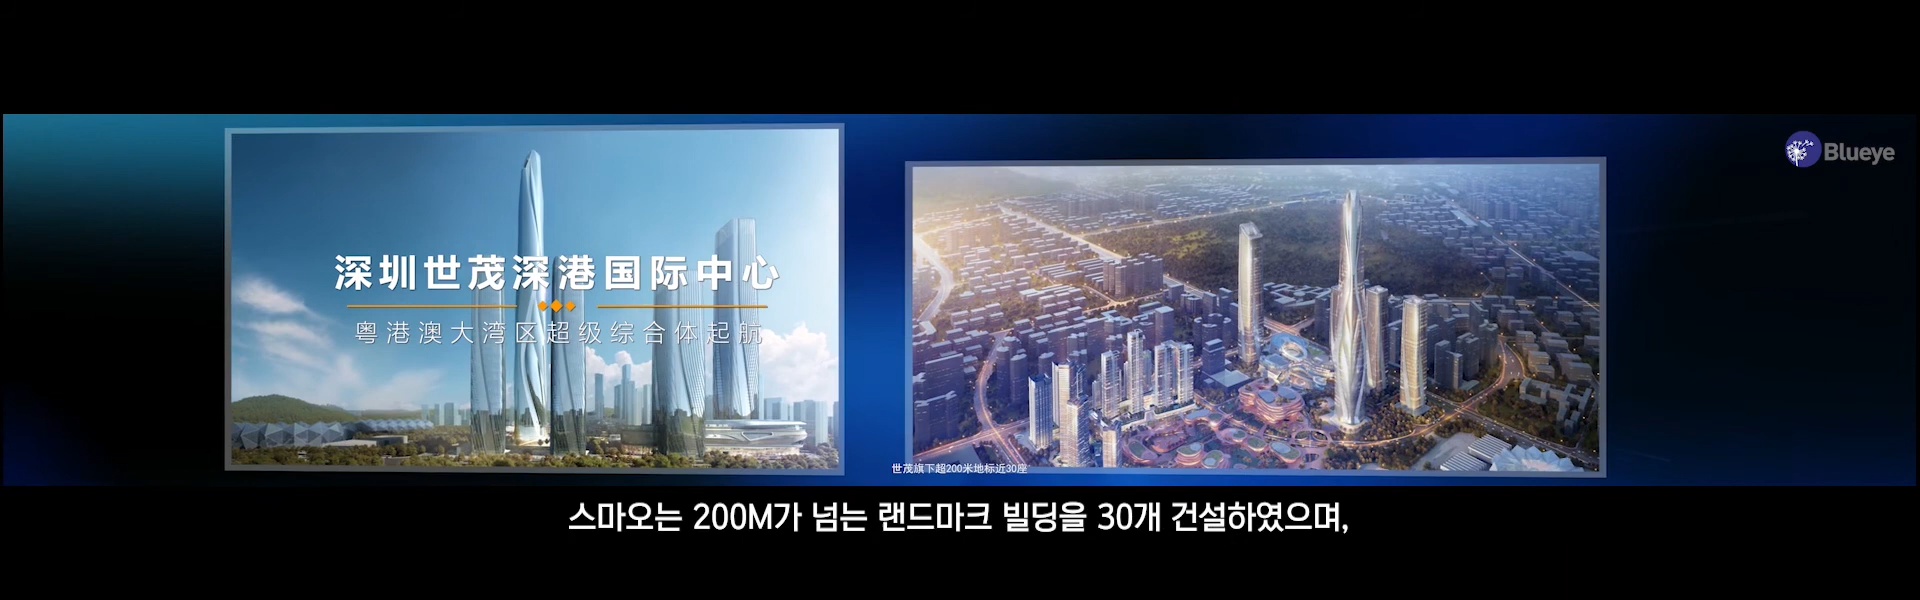 Blueye
深圳世茂深港国际中心
粤港澳大湾区超级综合体起航
世茂旗下超200米地标近30座
스마오는 200M가 넘는 랜드마크 빌딩을 30개 건설하였으며,